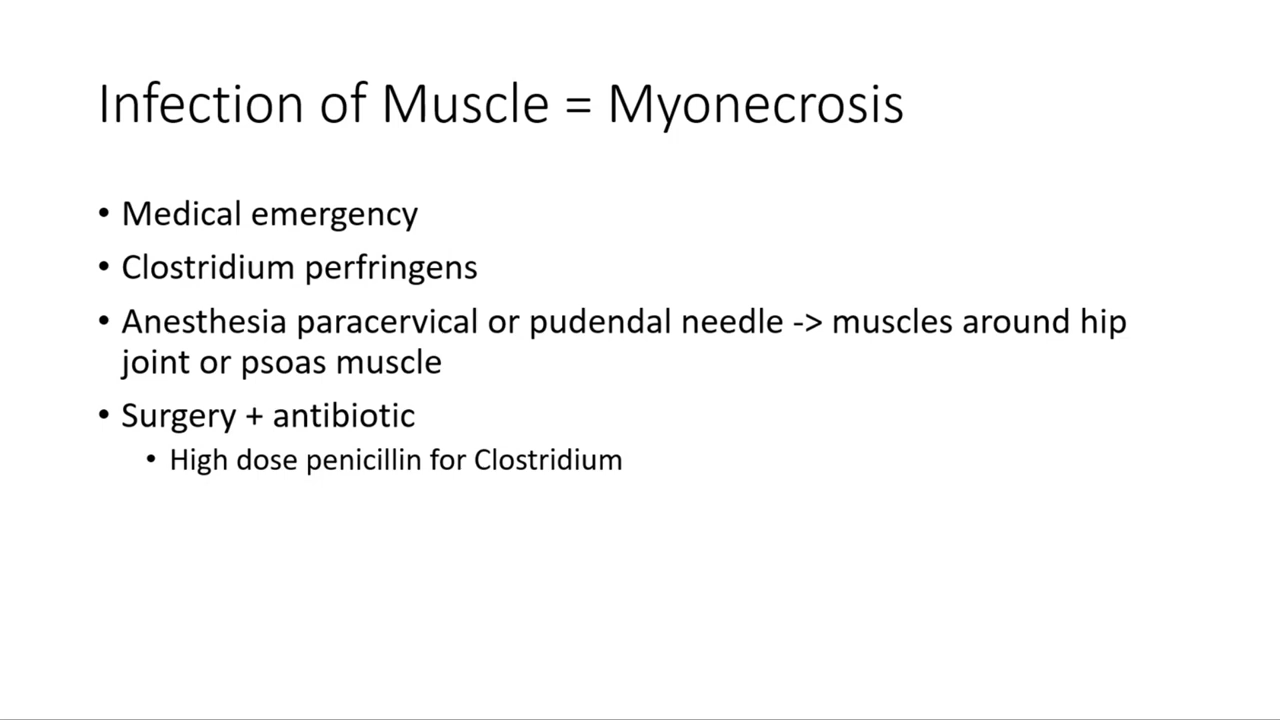 Infection of Muscle = Myonecrosis
• Medical emergency
• Clostridium perfringens
• Anesthesia paracervical or pudendal needle -> muscles around hip
joint or psoas muscle
• Surgery + antibiotic
• High dose penicillin for Clostridium